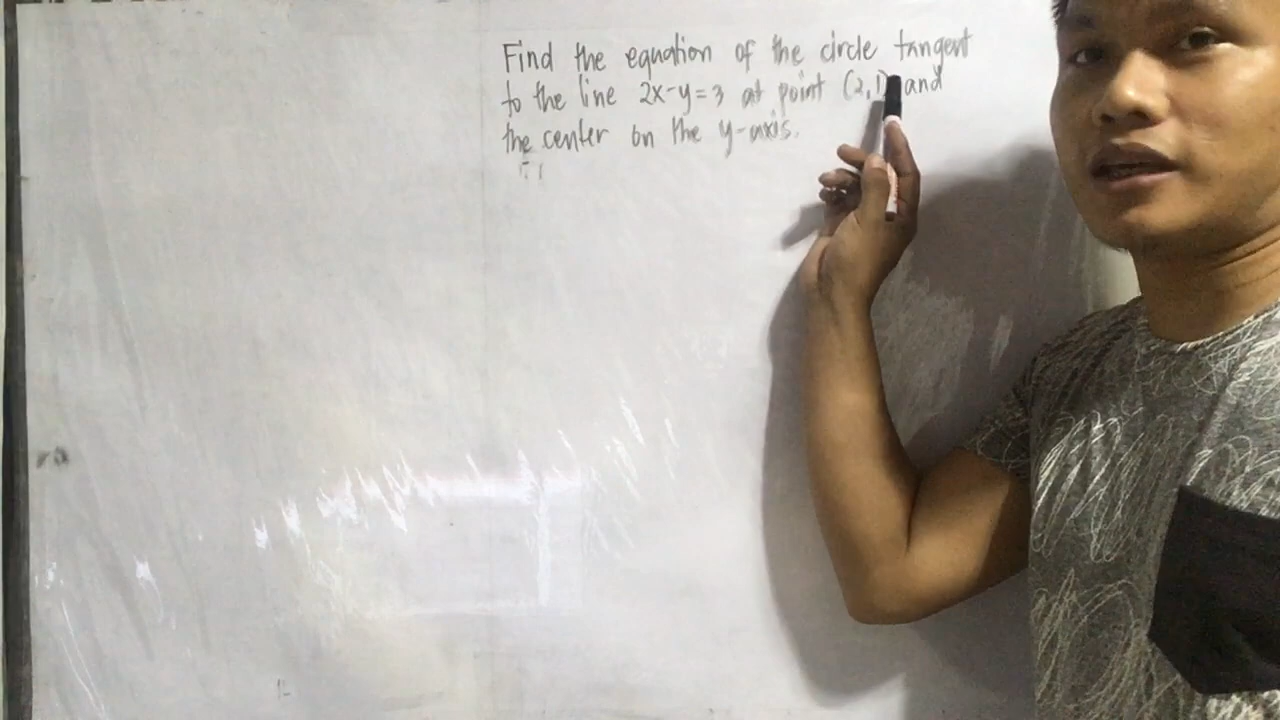 Find the equation of the circle tangent
to the line 2x-y=3 at point (2,1) and
the center on the y-axis.